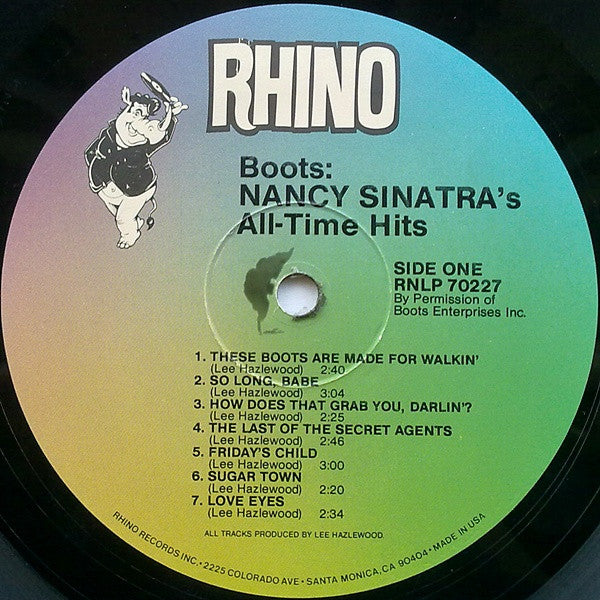 RHINO
Boots:
NANCY SINATRA's
All-Time Hits
SIDE ONE
RNLP 70227
By Permission of
Boots Enterprises Inc.
1. THESE BOOTS ARE MADE FOR WALKIN'
(Lee Hazlewood) 2:40
2. SO LONG, BABE
(Lee Hazlewood) 3:04
3. HOW DOES THAT GRAB YOU, DARLIN'?
(Lee Hazlewood) 2:25
4. THE LAST OF THE SECRET AGENTS
(Lee Hazlewood) 2:46
5. FRIDAY'S CHILD
(Lee Hazlewood) 3:00
6. SUGAR TOWN
(Lee Hazlewood) 2:20
7. LOVE EYES
(Lee Hazlewood) 2:34
ALL TRACKS PRODUCED BY LEE HAZLEWOOD.
RHINO RECORDS INC. • 2225 COLORADO AVE • SANTA MONICA, CA 90404 • MADE IN USA